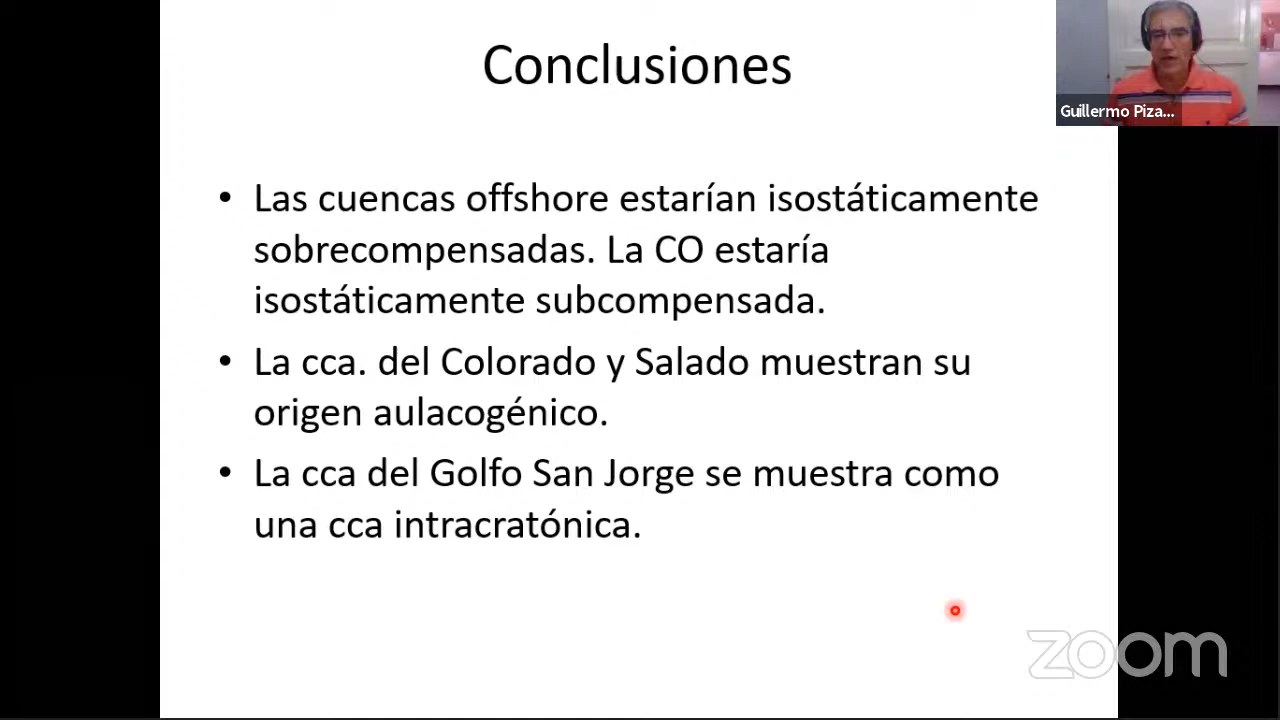 Conclusiones
Guillermo Piza...
• Las cuencas offshore estarían isostáticamente
sobrecompensadas. La CO estaría
isostáticamente subcompensada.
• La cca. del Colorado y Salado muestran su
origen aulacogénico.
• La cca del Golfo San Jorge se muestra como
una cca intracratónica.
zoom